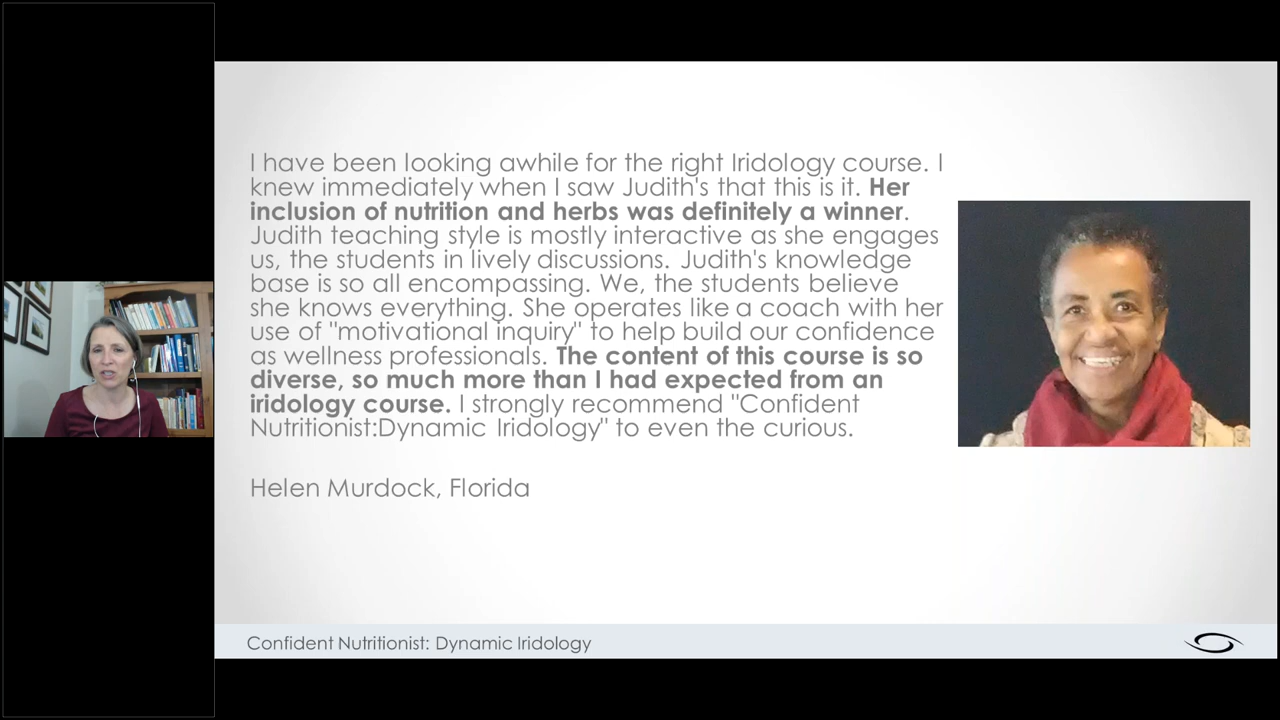 I have been looking awhile for the right Iridology course. I
knew immediately when I saw Judith's that this is it. Her
inclusion of nutrition and herbs was definitely a winner.
Judith teaching style is mostly interactive as she engages
us, the students in lively discussions. Judith's knowledge
base is so all encompassing. We, the students believe
she knows everything. She operates like a coach with her
use of "motivational inquiry" to help build our confidence
as wellness professionals. The content of this course is so
diverse, so much more than I had expected from an
iridology course. I strongly recommend "Confident
Nutritionist:Dynamic Iridology" to even the curious.
Helen Murdock, Florida
Confident Nutritionist: Dynamic Iridology